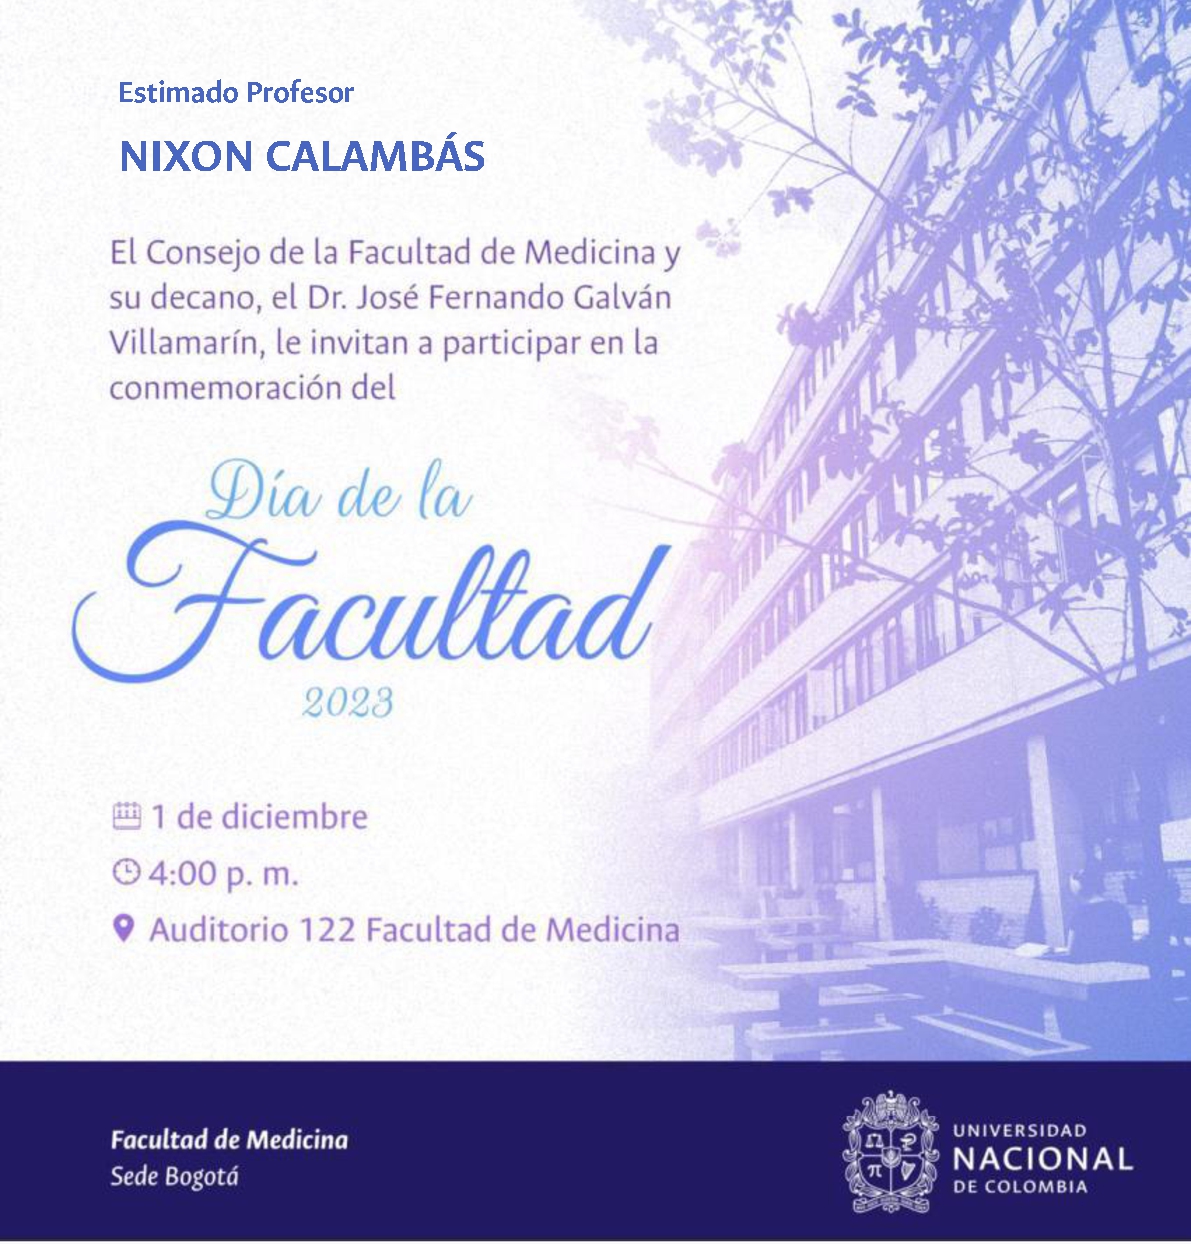 Estimado Profesor
NIXON CALAMBÁS
El Consejo de la Facultad de Medicina y
su decano, el Dr. José Fernando Galván
Villamarín, le invitan a participar en la
conmemoración del
Día de la
Facultad
2023
1 de diciembre
4:00 p. m.
Auditorio 122 Facultad de Medicina
Facultad de Medicina
Sede Bogotá
UNIVERSIDAD
NACIONAL
DE COLOMBIA